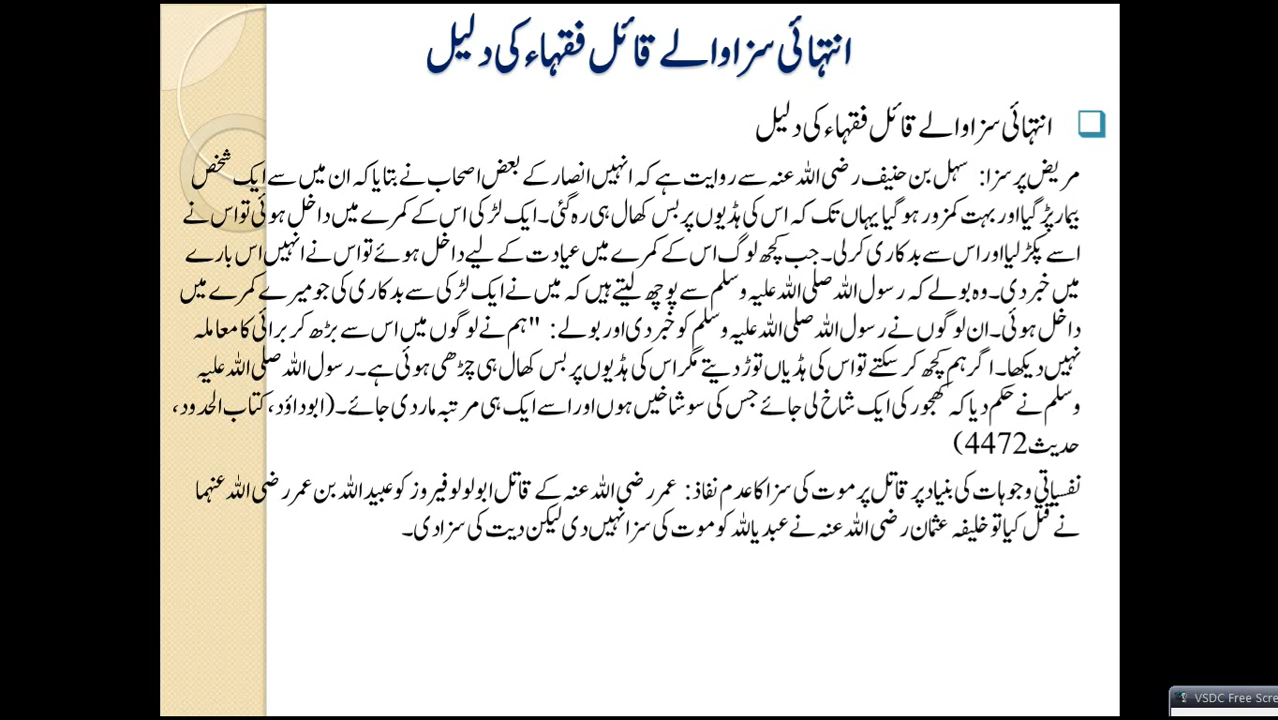 انتہائی سزا والے قائل فقہاء کی دلیل
انتہائی سزا والے قائل فقہاء کی دلیل
مریض پر سزا: سہل بن حنیف رضی اللہ عنہ سے روایت ہے کہ انہیں انصار کے بعض اصحاب نے بتایا کہ ان میں سے ایک شخص
بیمار پڑ گیا اور بہت کمزور ہو گیا یہاں تک کہ اس کی ہڈیوں پر بس کھال ہی رہ گئی۔ ایک لڑکی اس کے کمرے میں داخل ہوئی تو اس نے
اسے پکڑ لیا اور اس سے بدکاری کر لی۔ جب کچھ لوگ اس کے کمرے میں عیادت کے لیے داخل ہوئے تو اس نے انہیں اس بارے
میں خبر دی۔ وہ بولے کہ رسول اللہ صلی اللہ علیہ وسلم سے پوچھ لیتے ہیں کہ میں نے ایک لڑکی سے بدکاری کی جو میرے کمرے میں
داخل ہوئی۔ ان لوگوں نے رسول اللہ صلی اللہ علیہ وسلم کو خبر دی اور بولے: "ہم نے لوگوں میں اس سے بڑھ کر برائی کا معاملہ
نہیں دیکھا۔ اگر ہم کچھ کر سکتے تو اس کی ہڈیاں توڑ دیتے مگر اس کی ہڈیوں پر بس کھال ہی چڑھی ہوئی ہے۔ رسول اللہ صلی اللہ علیہ
وسلم نے حکم دیا کہ کھجور کی ایک شاخ لی جائے جس کی سو شاخیں ہوں اور اسے ایک ہی مرتبہ مار دی جائے۔ (ابوداؤد، کتاب الحدود،
حدیث 4472)
نفسیاتی وجوہات کی بنیاد پر قاتل پر موت کی سزا کا عدم نفاذ: عمر رضی اللہ عنہ کے قاتل ابولولو فیروز کو عبید اللہ بن عمر رضی اللہ عنہما
نے قتل کیا تو خلیفہ عثمان رضی اللہ عنہ نے عبد یاللہ کو موت کی سزا نہیں دی لیکن دیت کی سزا دی۔
VSDC Free Scre